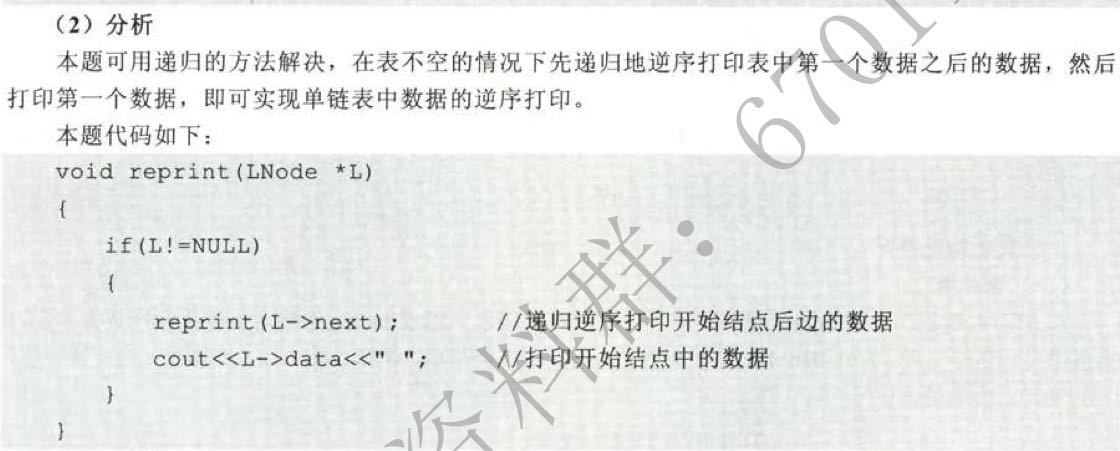 （2）分析
本题可用递归的方法解决，在表不空的情况下先递归地逆序打印表中第一个数据之后的数据，然后
打印第一个数据，即可实现单链表中数据的逆序打印。
本题代码如下：
void reprint(LNode *L)
{
if(L!=NULL)
{
reprint(L->next); //递归逆序打印开始结点后边的数据
cout<<L->data<<" "; //打印开始结点中的数据
}
}
资料群：6701